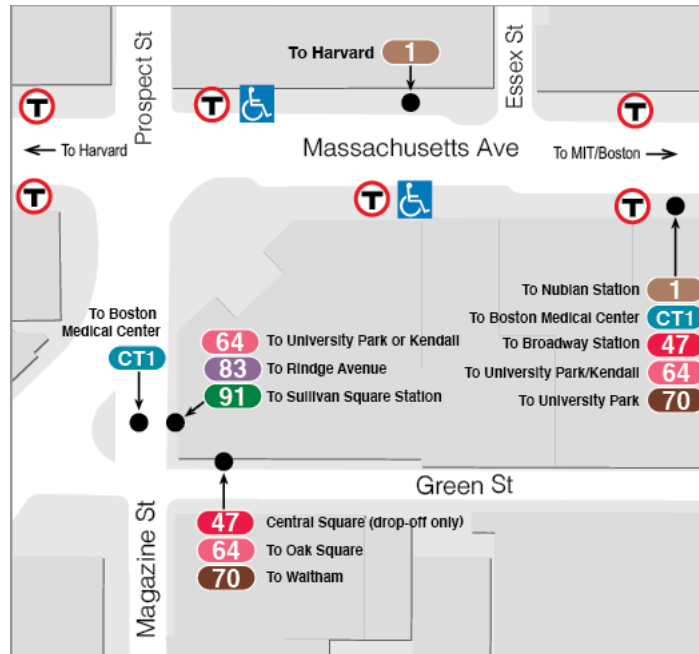 Prospect St
To Harvard 1
Essex St
T
T
T
← To Harvard
Massachusetts Ave
To MIT/Boston →
T
T
T
To Boston
Medical Center
CT1
64 To University Park or Kendall
83 To Rindge Avenue
91 To Sullivan Square Station
To Nubian Station 1
To Boston Medical Center CT1
To Broadway Station 47
To University Park/Kendall 64
To University Park 70
Green St
Magazine St
47 Central Square (drop-off only)
64 To Oak Square
70 To Waltham